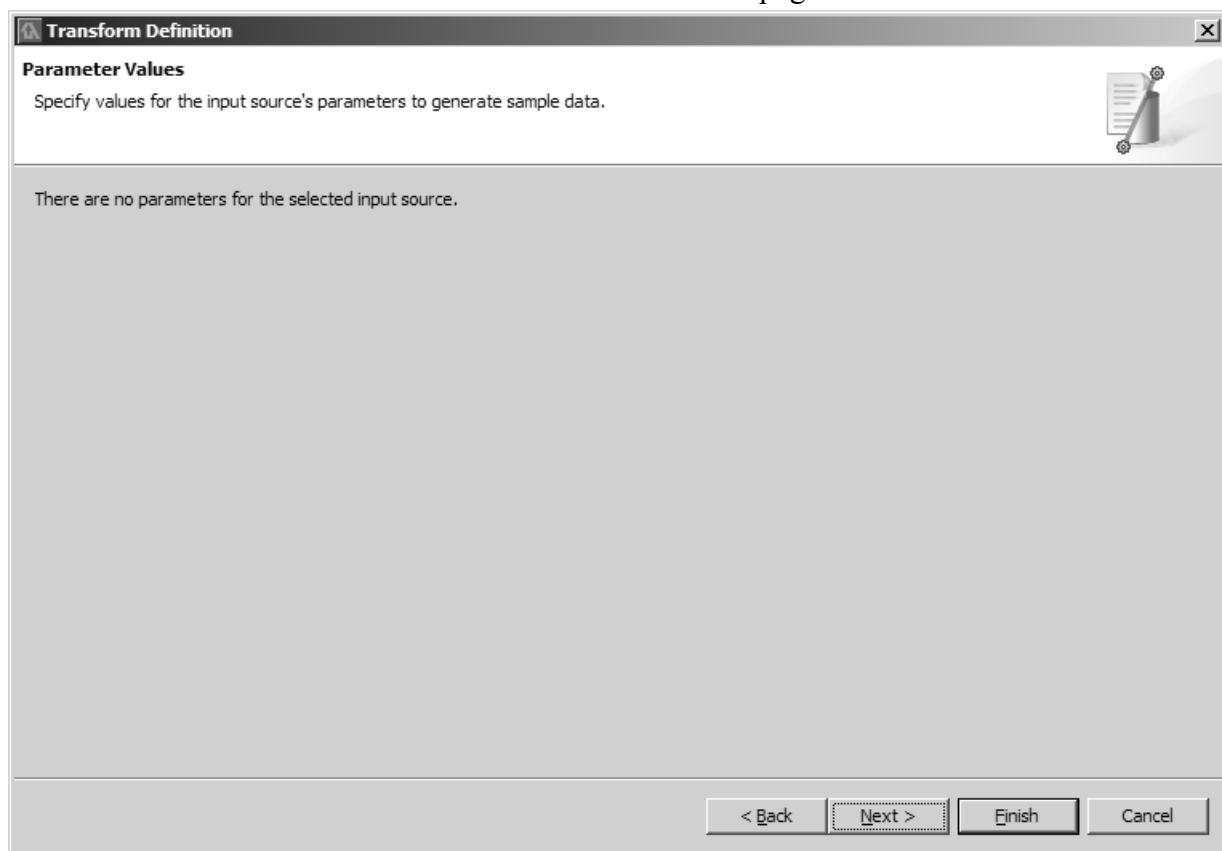 pag
Transform Definition
Parameter Values
Specify values for the input source's parameters to generate sample data.
There are no parameters for the selected input source.
< Back Next > Finish Cancel